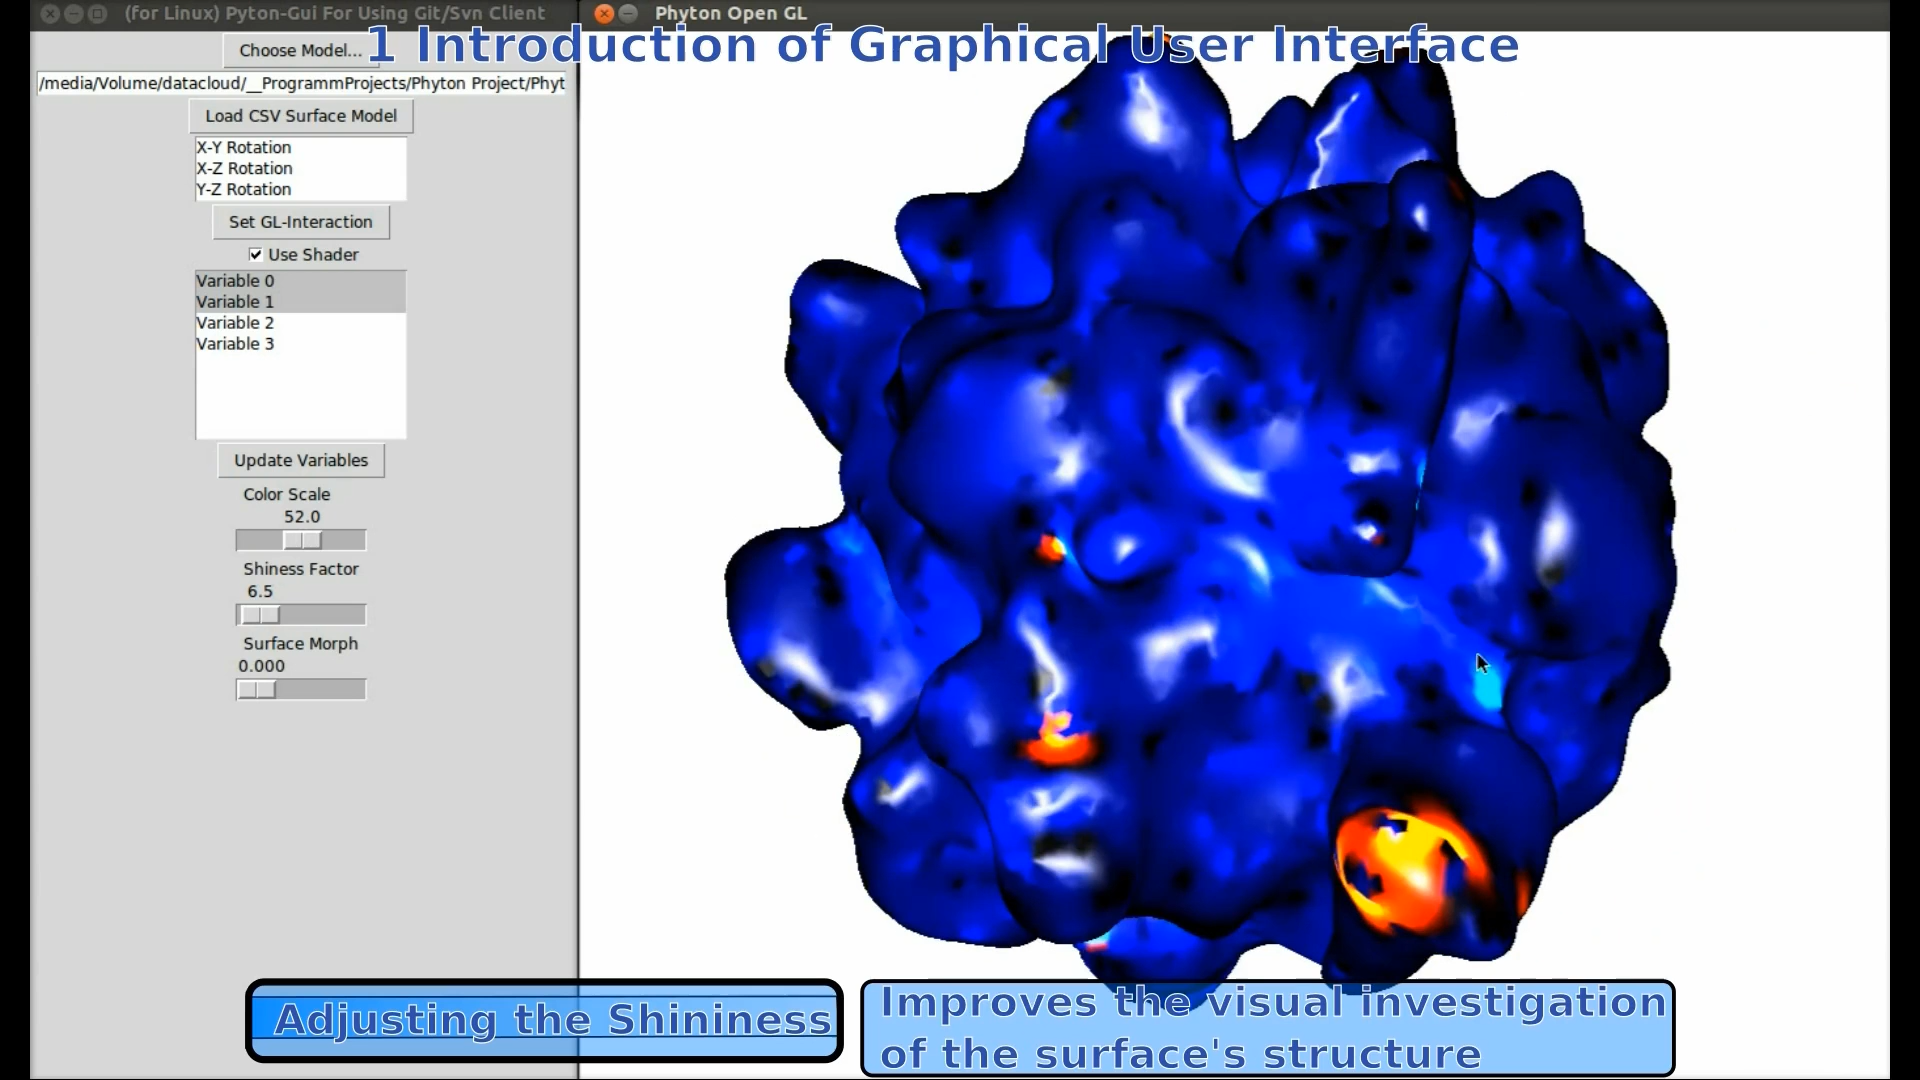 (for Linux) Pyton-Gui For Using Git/Svn Client
Phyton Open GL
1 Introduction of Graphical User Interface
Choose Model...
/media/Volume/datacloud/__ProgrammProjects/Phyton Project/Phyt
Load CSV Surface Model
X-Y Rotation
X-Z Rotation
Y-Z Rotation
Set GL-Interaction
Use Shader
Variable 0
Variable 1
Variable 2
Variable 3
Update Variables
Color Scale
52.0
Shiness Factor
6.5
Surface Morph
0.000
Adjusting the Shininess
Improves the visual investigation
of the surface's structure